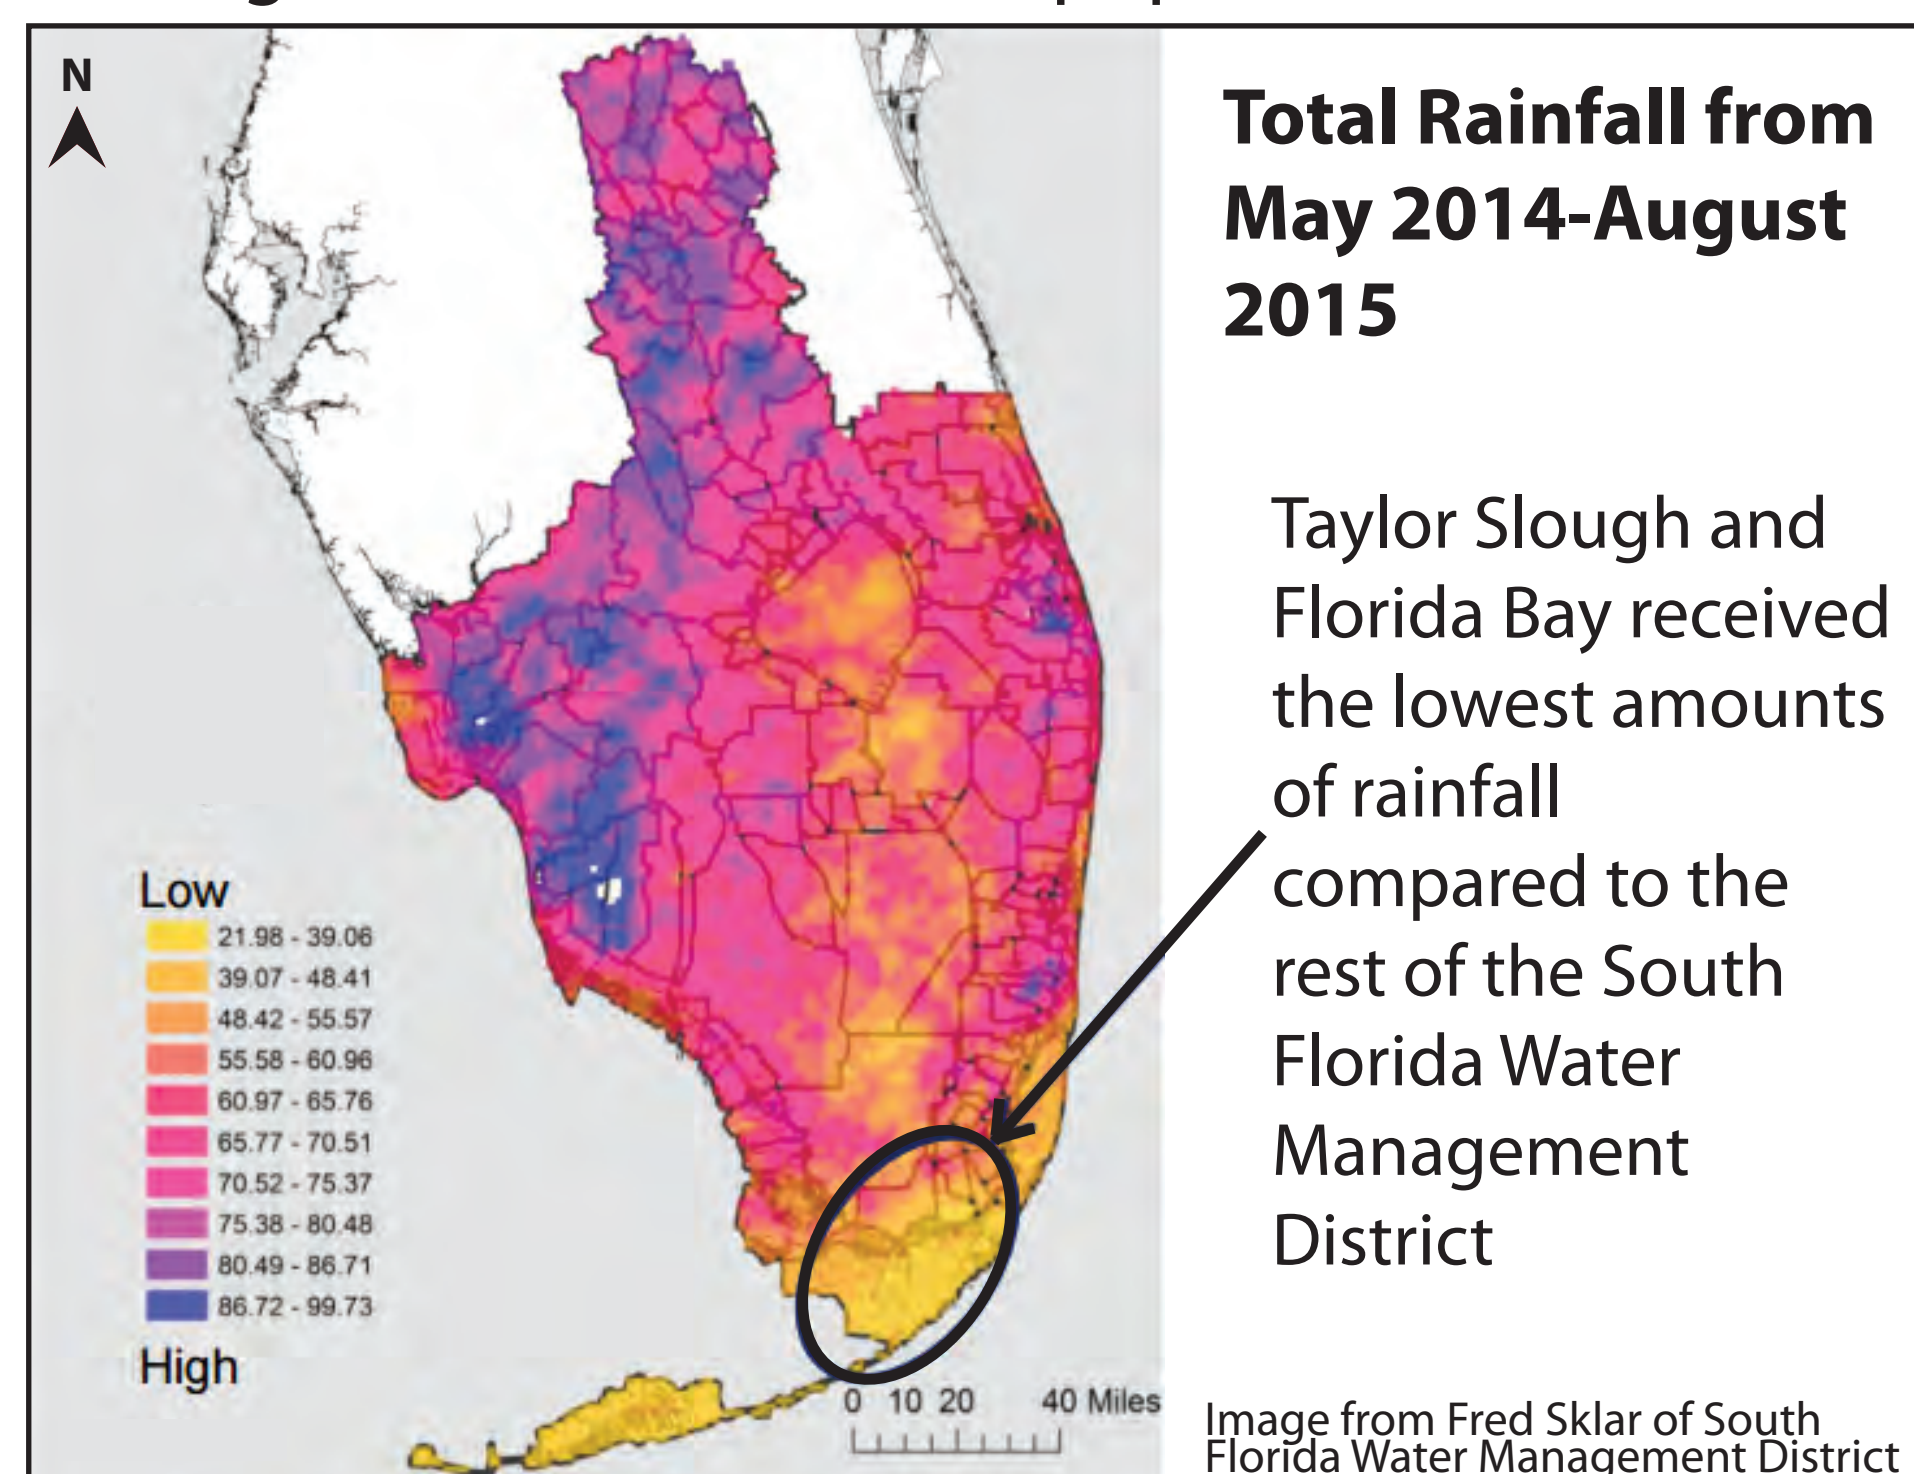 N
Total Rainfall from
May 2014-August
2015
Taylor Slough and
Florida Bay received
the lowest amounts
of rainfall
compared to the
rest of the South
Florida Water
Management
District
Low
21.98 - 39.06
39.07 - 48.41
48.42 - 55.57
55.58 - 60.96
60.97 - 65.76
65.77 - 70.51
70.52 - 75.37
75.38 - 80.48
80.49 - 86.71
86.72 - 99.73
High
0 10 20 40 Miles
Image from Fred Sklar of South
Florida Water Management District